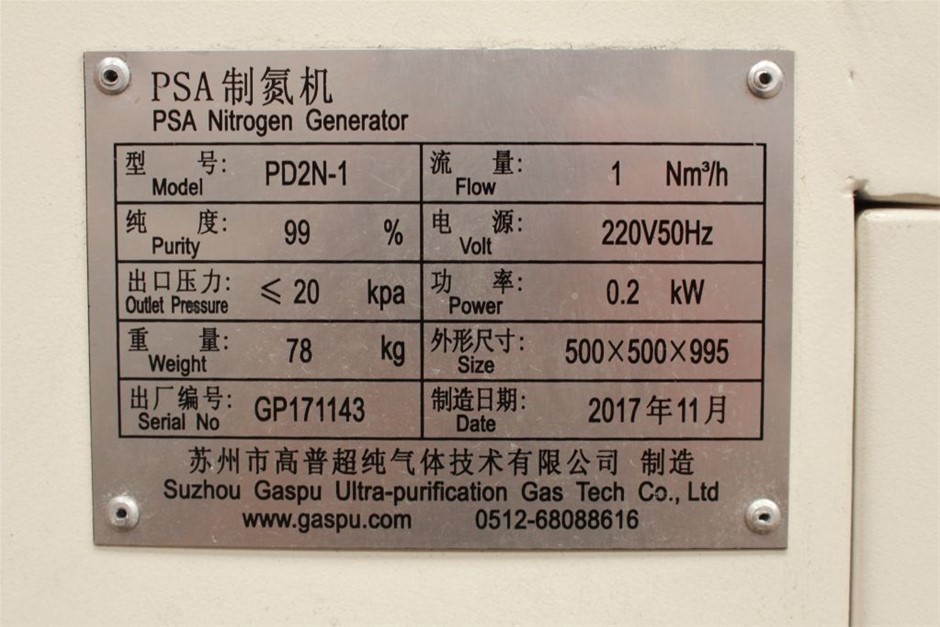 PSA制氮机
PSA Nitrogen Generator
型 号: PD2N-1 流 量: 1 Nm³/h
Model Flow
纯 度: 99 % 电 源: 220V50Hz
Purity Volt
出口压力: ≤ 20 kpa 功 率: 0.2 kW
Outlet Pressure Power
重 量: 78 kg 外形尺寸: 500×500×995
Weight Size
出厂编号: GP171143 制造日期: 2017年11月
Serial No Date
苏州市高普超纯气体技术有限公司 制造
Suzhou Gaspu Ultra-purification Gas Tech Co., Ltd
www.gaspu.com 0512-68088616